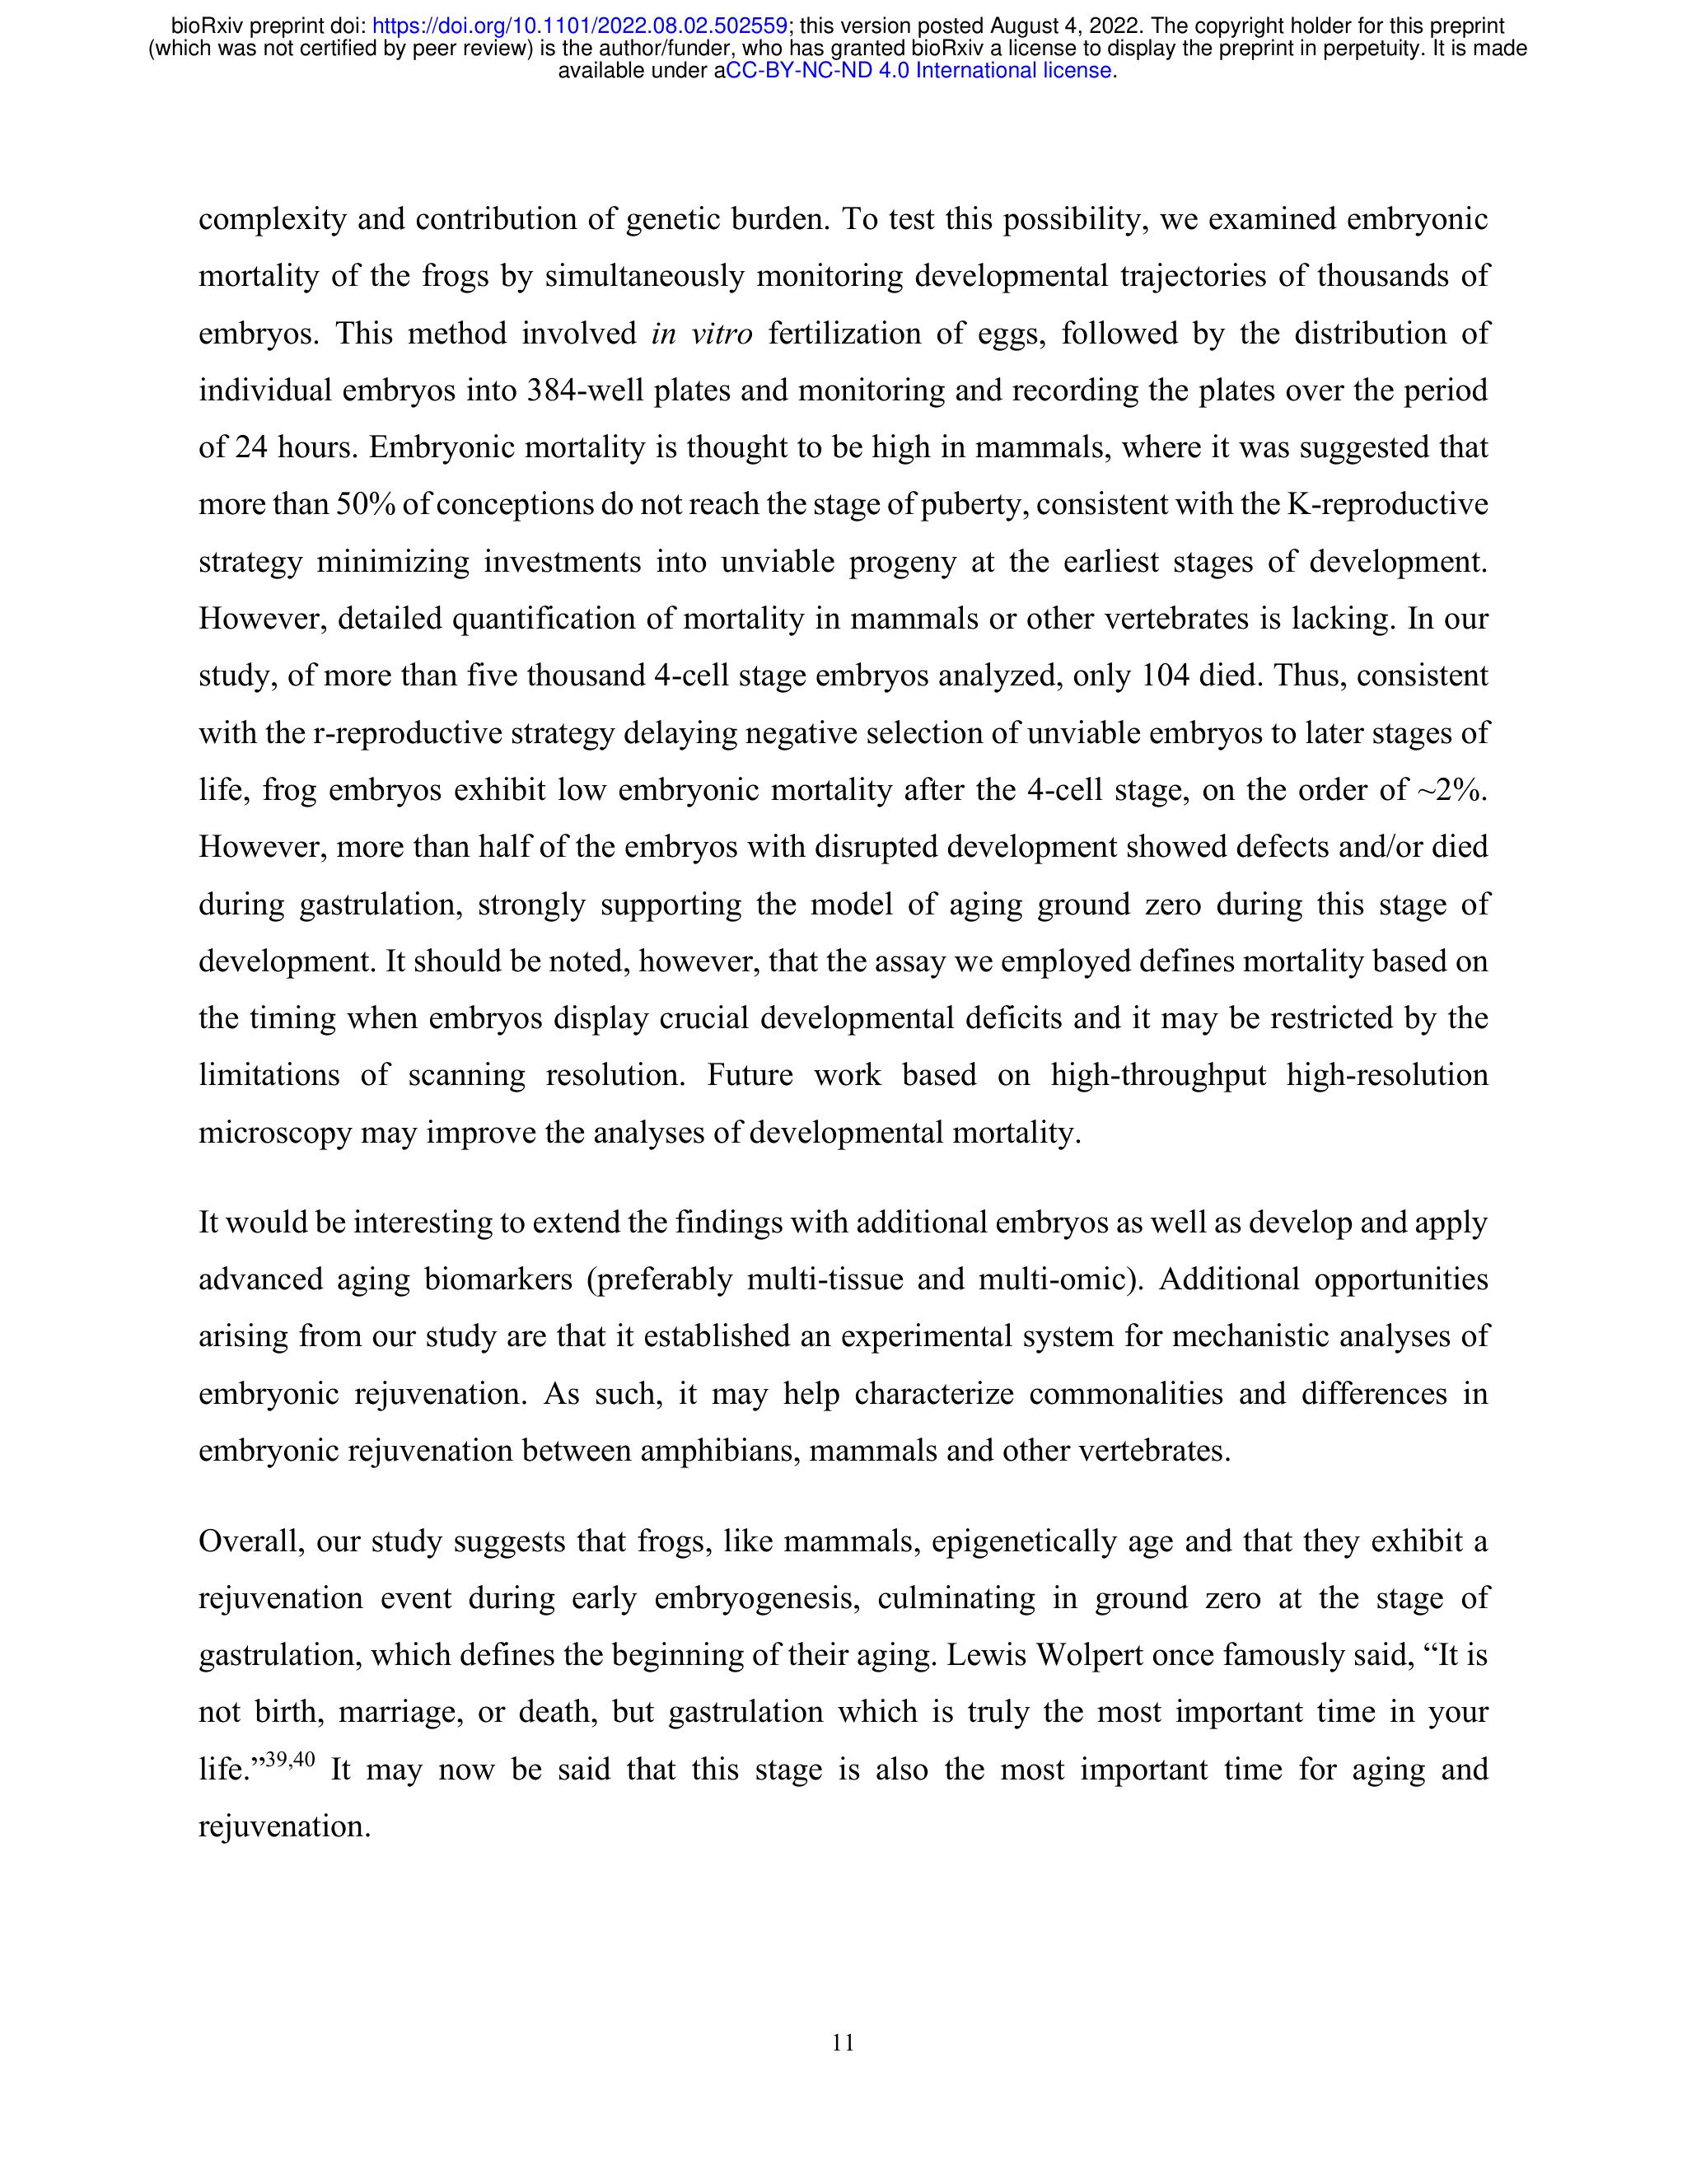 bioRxiv preprint doi: https://doi.org/10.1101/2022.08.02.502559; this version posted August 4, 2022. The copyright holder for this preprint
(which was not certified by peer review) is the author/funder, who has granted bioRxiv a license to display the preprint in perpetuity. It is made
available under aCC-BY-NC-ND 4.0 International license.
complexity and contribution of genetic burden. To test this possibility, we examined embryonic
mortality of the frogs by simultaneously monitoring developmental trajectories of thousands of
embryos. This method involved in vitro fertilization of eggs, followed by the distribution of
individual embryos into 384-well plates and monitoring and recording the plates over the period
of 24 hours. Embryonic mortality is thought to be high in mammals, where it was suggested that
more than 50% of conceptions do not reach the stage of puberty, consistent with the K-reproductive
strategy minimizing investments into unviable progeny at the earliest stages of development.
However, detailed quantification of mortality in mammals or other vertebrates is lacking. In our
study, of more than five thousand 4-cell stage embryos analyzed, only 104 died. Thus, consistent
with the r-reproductive strategy delaying negative selection of unviable embryos to later stages of
life, frog embryos exhibit low embryonic mortality after the 4-cell stage, on the order of ~2%.
However, more than half of the embryos with disrupted development showed defects and/or died
during gastrulation, strongly supporting the model of aging ground zero during this stage of
development. It should be noted, however, that the assay we employed defines mortality based on
the timing when embryos display crucial developmental deficits and it may be restricted by the
limitations of scanning resolution. Future work based on high-throughput high-resolution
microscopy may improve the analyses of developmental mortality.
It would be interesting to extend the findings with additional embryos as well as develop and apply
advanced aging biomarkers (preferably multi-tissue and multi-omic). Additional opportunities
arising from our study are that it established an experimental system for mechanistic analyses of
embryonic rejuvenation. As such, it may help characterize commonalities and differences in
embryonic rejuvenation between amphibians, mammals and other vertebrates.
Overall, our study suggests that frogs, like mammals, epigenetically age and that they exhibit a
rejuvenation event during early embryogenesis, culminating in ground zero at the stage of
gastrulation, which defines the beginning of their aging. Lewis Wolpert once famously said, “It is
not birth, marriage, or death, but gastrulation which is truly the most important time in your
life.”39,40 It may now be said that this stage is also the most important time for aging and
rejuvenation.
11